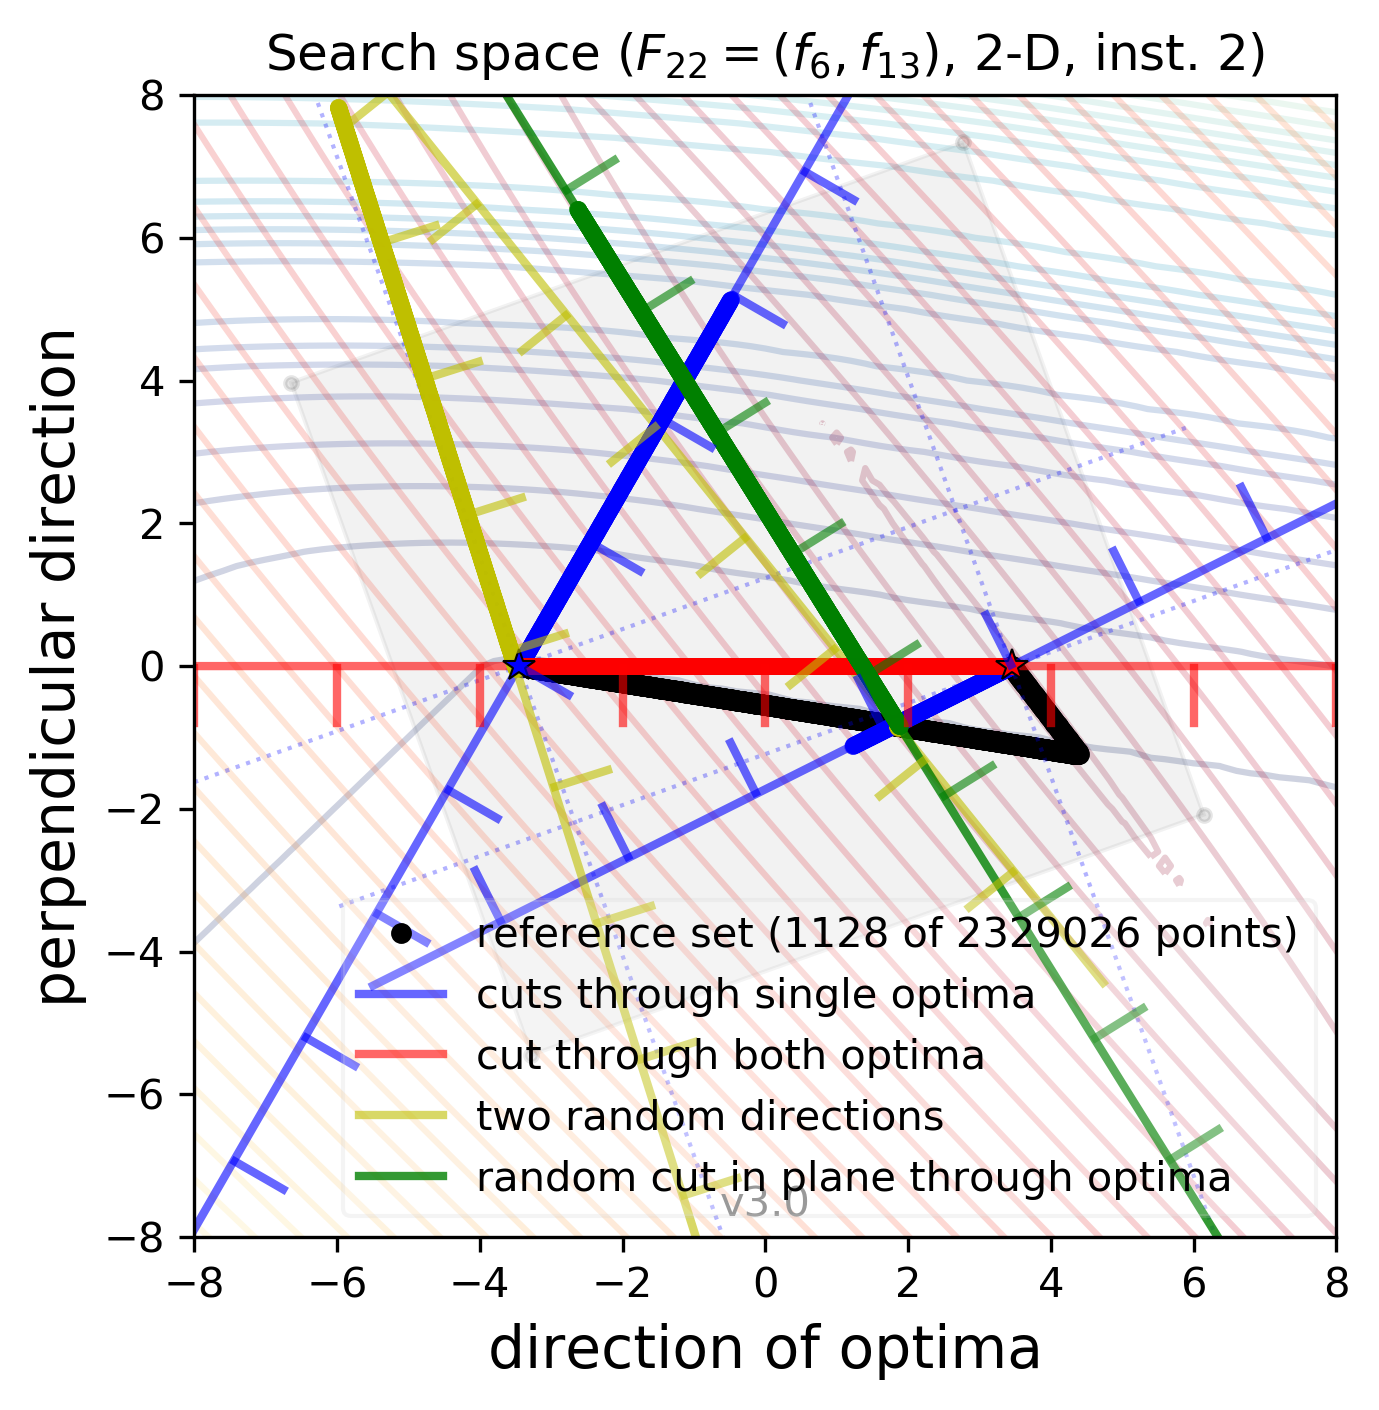 Search space (F22 = (f6, f13), 2-D, inst. 2)
8
6
4
2
0
−2
−4
−6
−8
perpendicular direction
reference set (1128 of 2329026 points)
cuts through single optima
cut through both optima
two random directions
random cut in plane through optima
v3.0
−8 −6 −4 −2 0 2 4 6 8
direction of optima